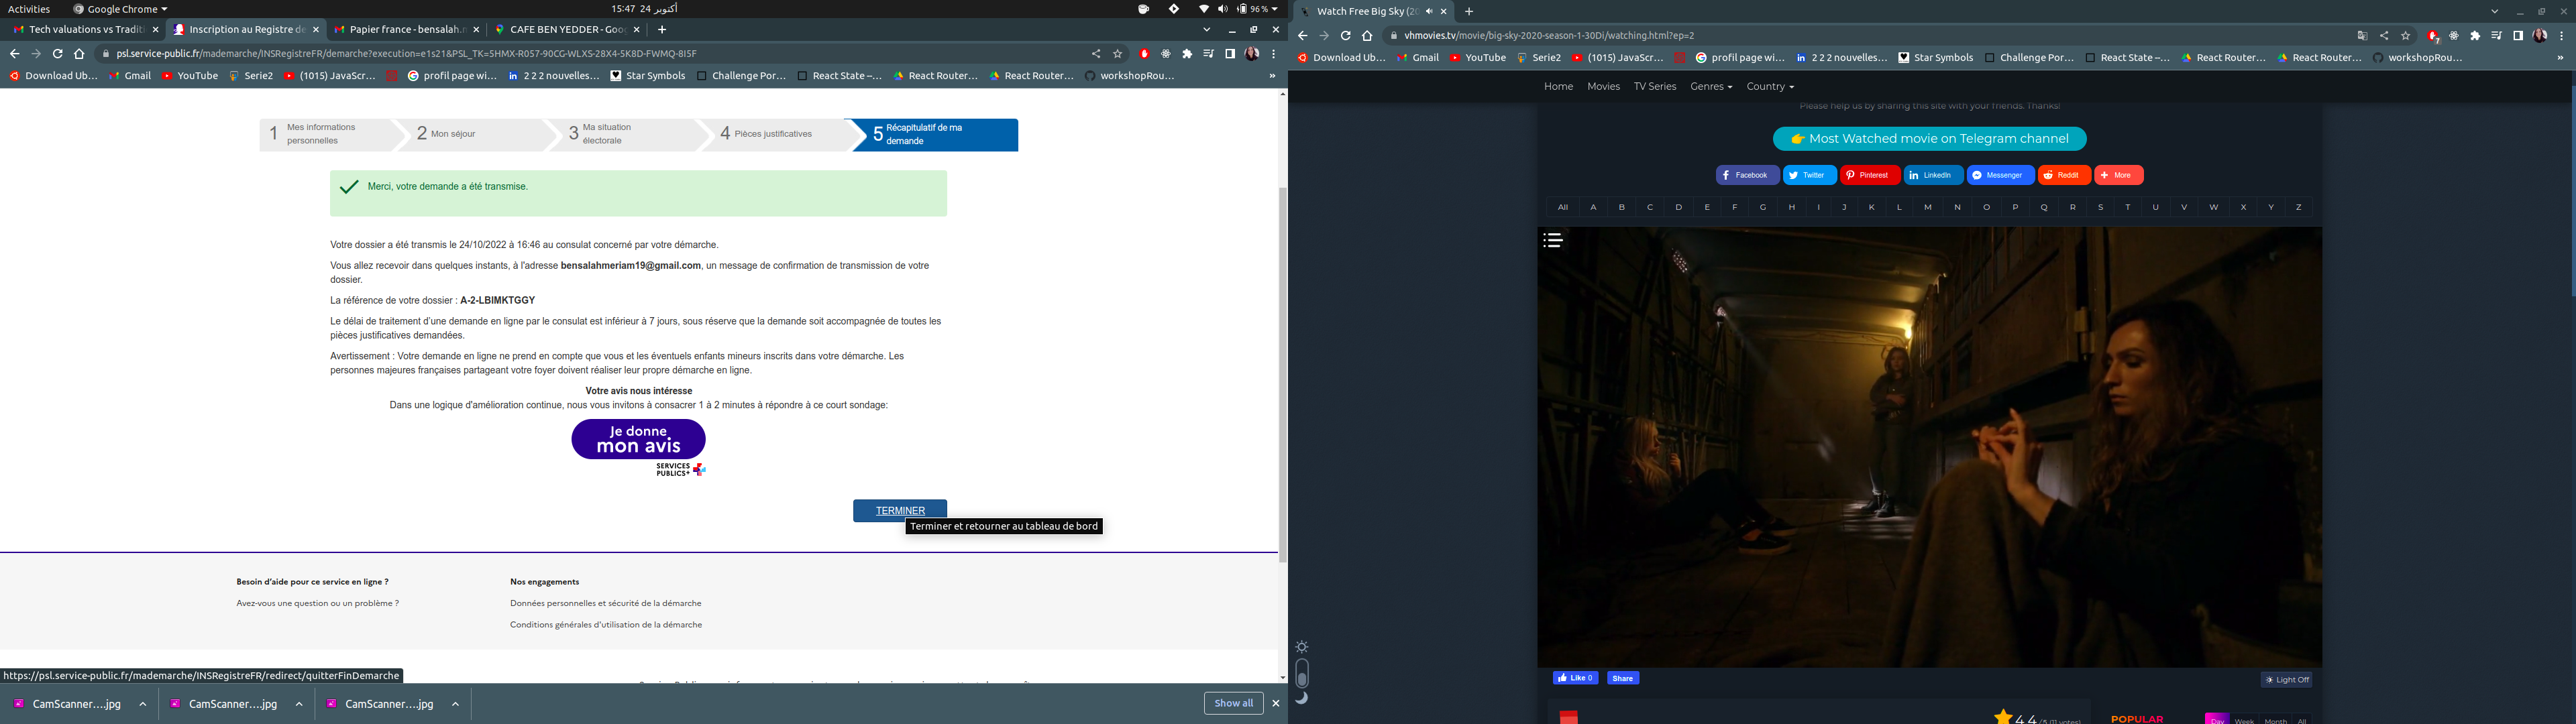 Activities
Google Chrome
15:47 24 أكتوبر
96 %
Tech valuations vs Traditi
Inscription au Registre de
Papier france - bensalah.m
CAFE BEN YEDDER - Goog
psl.service-public.fr/mademarche/INSRegistreFR/demarche?execution=e1s21&PSL_TK=5HMX-R057-90CG-WLXS-28X4-5K8D-FWMQ-8I5F
Download Ub…
Gmail
YouTube
Serie2
(1015) JavaScr…
profil page wi…
2 2 2 nouvelles…
Star Symbols
Challenge Por…
React State –…
React Router…
React Router…
workshopRou…
»
1 Mes informations
personnelles
2 Mon séjour
3 Ma situation
électorale
4 Pièces justificatives
5 Récapitulatif de ma
demande
Merci, votre demande a été transmise.
Votre dossier a été transmis le 24/10/2022 à 16:46 au consulat concerné par votre démarche.
Vous allez recevoir dans quelques instants, à l'adresse bensalahmeriam19@gmail.com, un message de confirmation de transmission de votre
dossier.
La référence de votre dossier : A-2-LBIMKTGGY
Le délai de traitement d'une demande en ligne par le consulat est inférieur à 7 jours, sous réserve que la demande soit accompagnée de toutes les
pièces justificatives demandées.
Avertissement : Votre demande en ligne ne prend en compte que vous et les éventuels enfants mineurs inscrits dans votre démarche. Les
personnes majeures françaises partageant votre foyer doivent réaliser leur propre démarche en ligne.
Votre avis nous intéresse
Dans une logique d'amélioration continue, nous vous invitons à consacrer 1 à 2 minutes à répondre à ce court sondage:
Je donne
mon avis
SERVICES
PUBLICS+
TERMINER
Terminer et retourner au tableau de bord
Besoin d'aide pour ce service en ligne ?
Avez-vous une question ou un problème ?
Nos engagements
Données personnelles et sécurité de la démarche
Conditions générales d'utilisation de la démarche
https://psl.service-public.fr/mademarche/INSRegistreFR/redirect/quitterFinDemarche
CamScanner….jpg
CamScanner….jpg
CamScanner….jpg
Show all
Watch Free Big Sky (20
vhmovies.tv/movie/big-sky-2020-season-1-30Di/watching.html?ep=2
7
Download Ub…
Gmail
YouTube
Serie2
(1015) JavaScr…
profil page wi…
2 2 2 nouvelles…
Star Symbols
Challenge Por…
React State –…
React Router…
React Router…
workshopRou…
»
Home
Movies
TV Series
Genres
Country
Please help us by sharing this site with your friends. Thanks!
👉 Most Watched movie on Telegram channel
Facebook
Twitter
Pinterest
LinkedIn
Messenger
Reddit
More
All A B C D E F G H I J K L M N O P Q R S T U V W X Y Z
Like 0
Share
Light Off
4.4 /5 (11 votes)
POPULAR
Day
Week
Month
All